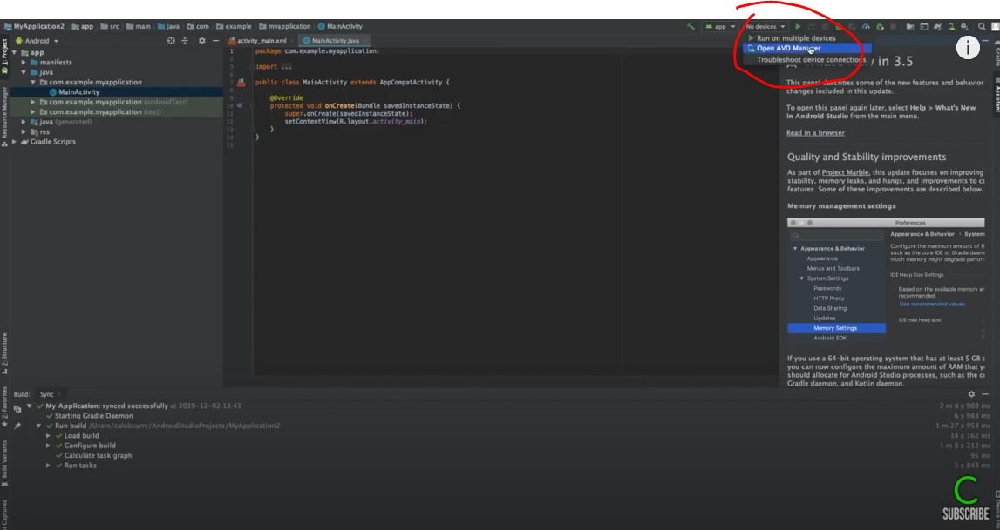 MyApplication2 app src main java com example myapplication MainActivity
app No devices
Android
activity_main.xml MainActivity.java
Run on multiple devices
Open AVD Manager
Troubleshoot device connections
1: Project
Resource Manager
Z: Structure
2: Favorites
Build Variants
app
manifests
java
com.example.myapplication
MainActivity
com.example.myapplication (androidTest)
com.example.myapplication (test)
java (generated)
res
Gradle Scripts
1 package com.example.myapplication;
2
3 import ...
6
7 public class MainActivity extends AppCompatActivity {
8
9 @Override
10 protected void onCreate(Bundle savedInstanceState) {
11 super.onCreate(savedInstanceState);
12 setContentView(R.layout.activity_main);
13 }
14 }
15
in 3.5
This panel describes some of the new features and behavior
changes included in this update.
To open this panel again later, select Help > What's New
in Android Studio from the main menu.
Read in a browser
Quality and Stability improvements
As part of Project Marble, this update focuses on improving
stability, memory leaks, and hangs, and improvements to
features. Some of these improvements are described below.
Memory management settings
Preferences
Appearance & Behavior
Appearance
Menus and Toolbars
System Settings
Passwords
HTTP Proxy
Data Sharing
Updates
Memory Settings
Android SDK
Appearance & Behavior › System
Configure the maximum amount of R
such as the core IDE or Gradle daem
much memory might degrade perform
IDE Heap Size Settings
Based on the available memory ar
recommended.
Use recommended values
IDE max heap size:
If you use a 64-bit operating system that has at least 5 GB
you can now configure the maximum amount of RAM that
should allocate for Android Studio processes, such as the
Gradle daemon, and Kotlin daemon.
Gradle
Assistant
Build: Sync
My Application: synced successfully at 2019-12-02 13:43 2 m 4 s 903 ms
Starting Gradle Daemon 6 s 983 ms
Run build /Users/calebcurry/AndroidStudioProjects/MyApplication2 1 m 27 s 958 ms
Load build 14 s 162 ms
Configure build 1 m 8 s 212 ms
Calculate task graph 95 ms
Run tasks 1 s 843 ms
C
SUBSCRIBE